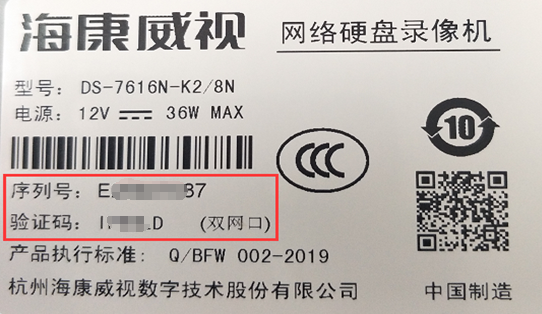 海康威视 网络硬盘录像机
型号: DS-7616N-K2/8N
电源: 12V ⎓ 36W MAX
CCC
10
序列号: E 87
验证码: I LD (双网口)
产品执行标准: Q/BFW 002-2019
杭州海康威视数字技术股份有限公司 中国制造